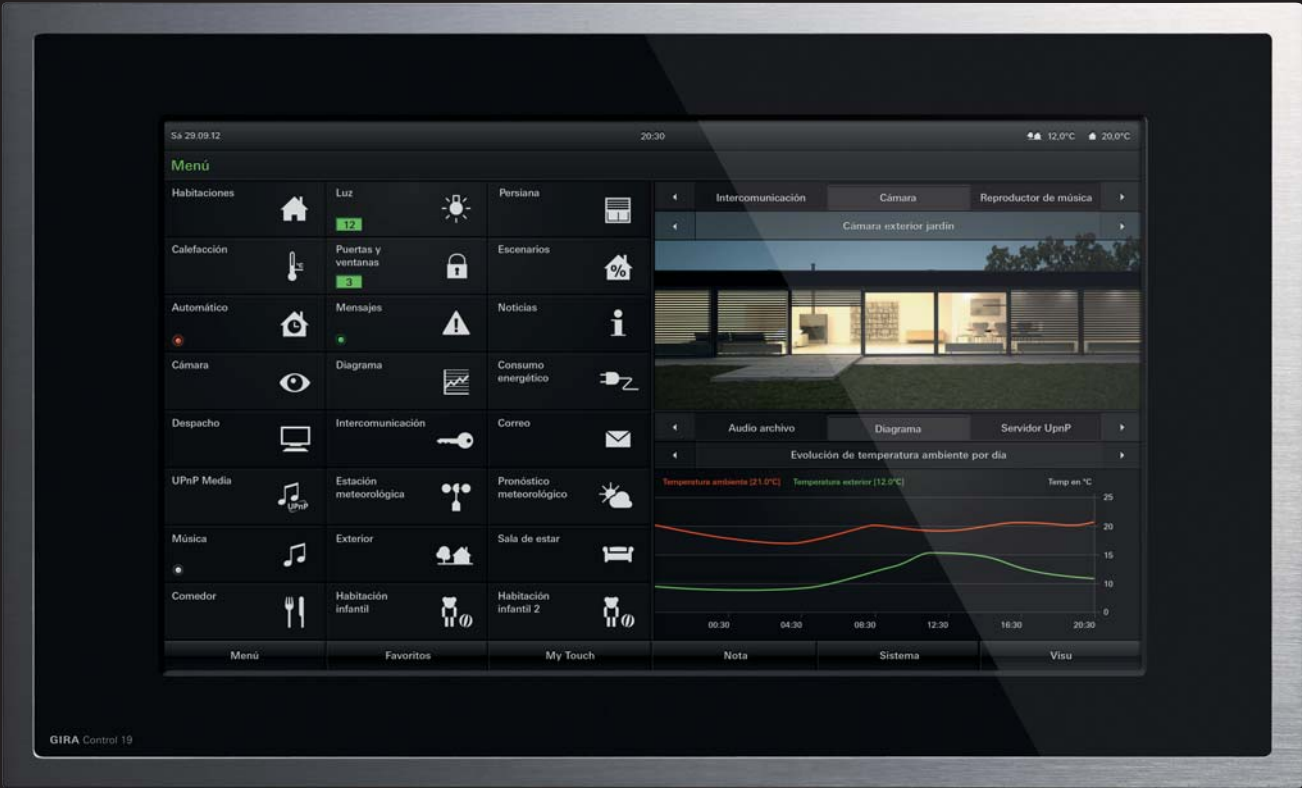 Sa 29.09.12
20:30
12,0°C
20,0°C
Menú
Habitaciones
Luz
12
Persiana
Calefacción
°C
Puertas y
ventanas
3
Escenarios
%
Automático
Mensajes
Noticias
Cámara
Diagrama
Consumo
energético
Despacho
Intercomunicación
Correo
UPnP Media
UPnP
Estación
meteorológica
Pronóstico
meteorológico
Música
Exterior
Sala de estar
Comedor
Habitación
infantil
Habitación
infantil 2
Intercomunicación
Cámara
Reproductor de música
Cámara exterior jardín
Audio archivo
Diagrama
Servidor UpnP
Evolución de temperatura ambiente por día
Temperatura ambiente [21.0°C]
Temperatura exterior [12.0°C]
Temp en °C
25
20
15
10
0
00:30
04:30
08:30
12:30
16:30
20:30
Menú
Favoritos
My Touch
Nota
Sistema
Visu
GIRA Control 19